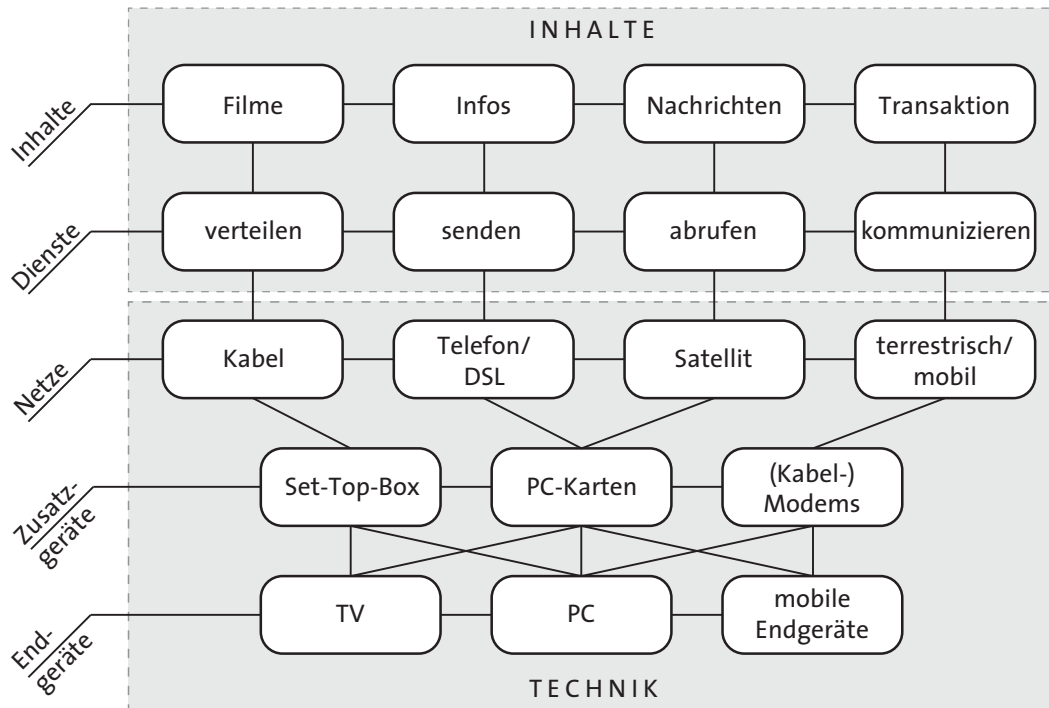 INHALTE
Inhalte
Filme
Infos
Nachrichten
Transaktion
Dienste
verteilen
senden
abrufen
kommunizieren
Netze
Kabel
Telefon/
DSL
Satellit
terrestrisch/
mobil
Zusatz-
geräte
Set-Top-Box
PC-Karten
(Kabel-)
Modems
End-
geräte
TV
PC
mobile
Endgeräte
TECHNIK